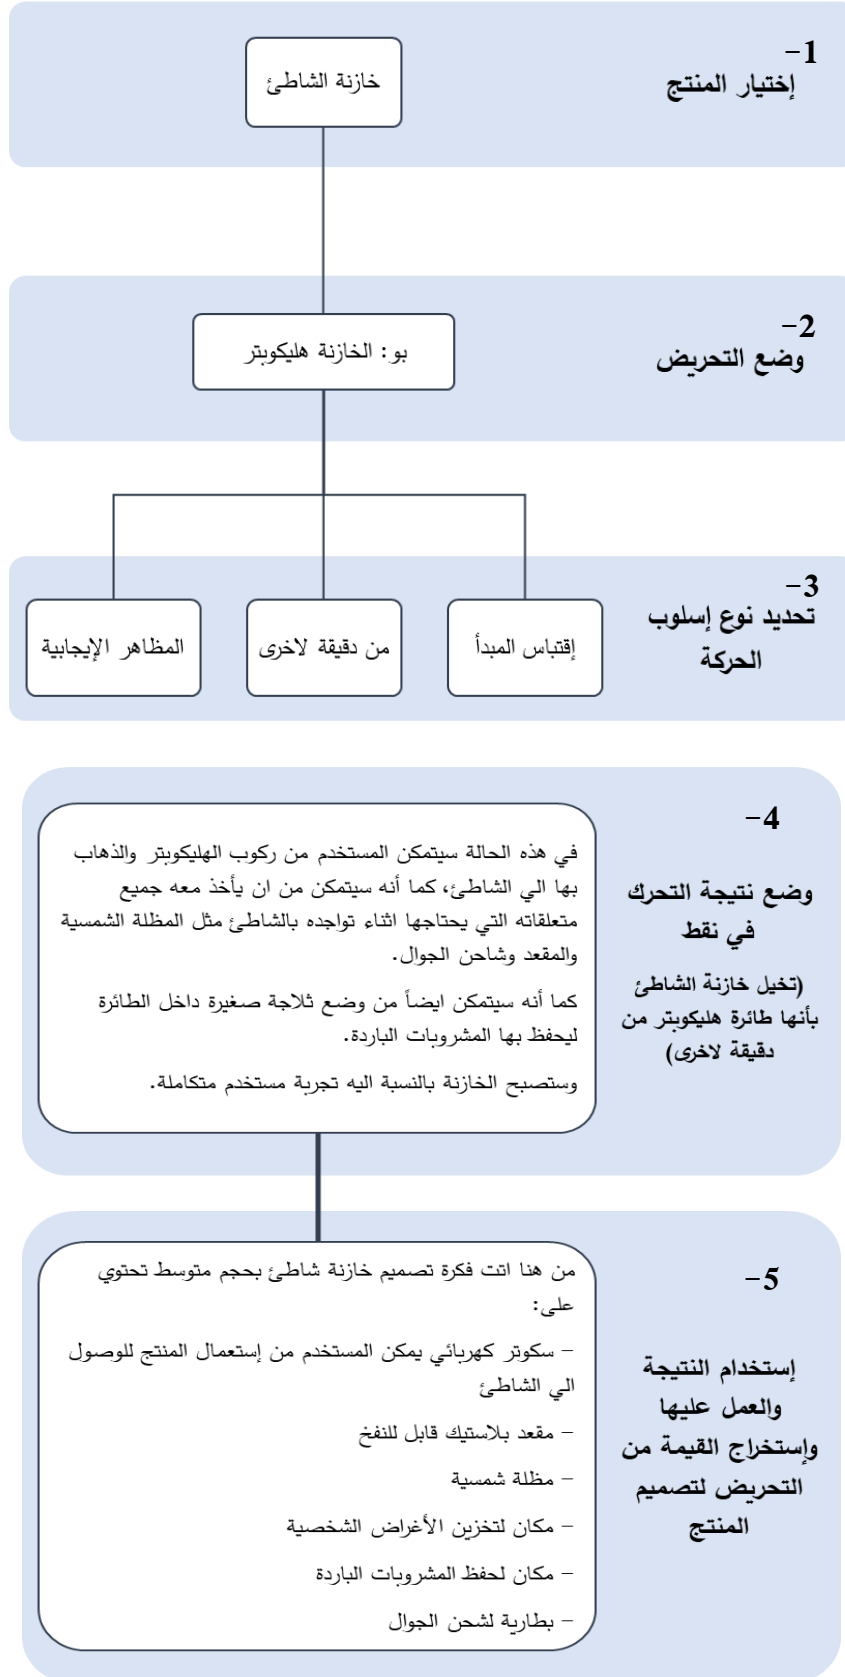 1-
إختيار المنتج
خازنة الشاطئ
2-
وضع التحريض
بو: الخازنة هليكوبتر
3-
تحديد نوع إسلوب
الحركة
إقتباس المبدأ
من دقيقة لاخرى
المظاهر الإيجابية
4-
وضع نتيجة التحرك
في نقط
(تخيل خازنة الشاطئ
بأنها طائرة هليكوبتر من
دقيقة لاخرى)
في هذه الحالة سيتمكن المستخدم من ركوب الهليكوبتر والذهاب
بها الي الشاطئ، كما أنه سيتمكن من ان يأخذ معه جميع
متعلقاته التي يحتاجها اثناء تواجده بالشاطئ مثل المظلة الشمسية
والمقعد وشاحن الجوال.
كما أنه سيتمكن ايضاً من وضع ثلاجة صغيرة داخل الطائرة
ليحفظ بها المشروبات الباردة.
وستصبح الخازنة بالنسبة اليه تجربة مستخدم متكاملة.
5-
إستخدام النتيجة
والعمل عليها
وإستخراج القيمة من
التحريض لتصميم
المنتج
من هنا اتت فكرة تصميم خازنة شاطئ بحجم متوسط تحتوي
على:
– سكوتر كهربائي يمكن المستخدم من إستعمال المنتج للوصول
الي الشاطئ
– مقعد بلاستيك قابل للنفخ
– مظلة شمسية
– مكان لتخزين الأغراض الشخصية
– مكان لحفظ المشروبات الباردة
– بطارية لشحن الجوال